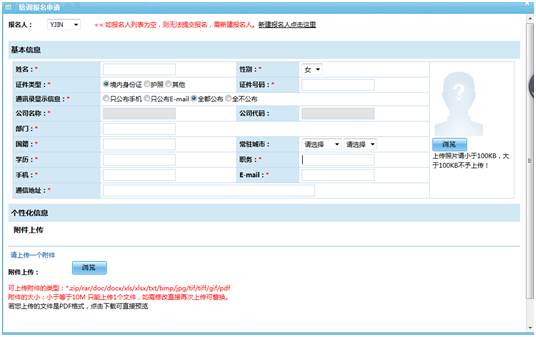 培训报名申请
报名人： YJIN << 如报名人列表为空，则无法提交报名，需新建报名人。新建报名人点击这里
基本信息
姓名：* 性别：* 女
证件类型：* 境内身份证 护照 其他 证件号码：*
通讯录显示信息：* 只公布手机 只公布E-mail 全都公布 全不公布
公司名称：* 公司代码：
部门：*
国籍：* 常驻城市： 请选择 请选择
学历：* 职务：*
手机：* E-mail：*
通信地址：*
浏览
上传照片请小于100KB，大
于100KB不予上传！
个性化信息
附件上传
请上传一个附件
附件上传： 浏览
可上传附件的类型：*.zip/rar/doc/docx/xls/xlsx/txt/bmp/jpg/tif/tiff/gif/pdf
附件的大小：小于等于10M 只能上传1个文件，如需修改直接再次上传可替换。
若您上传的文件是PDF格式，点击下载可直接预览